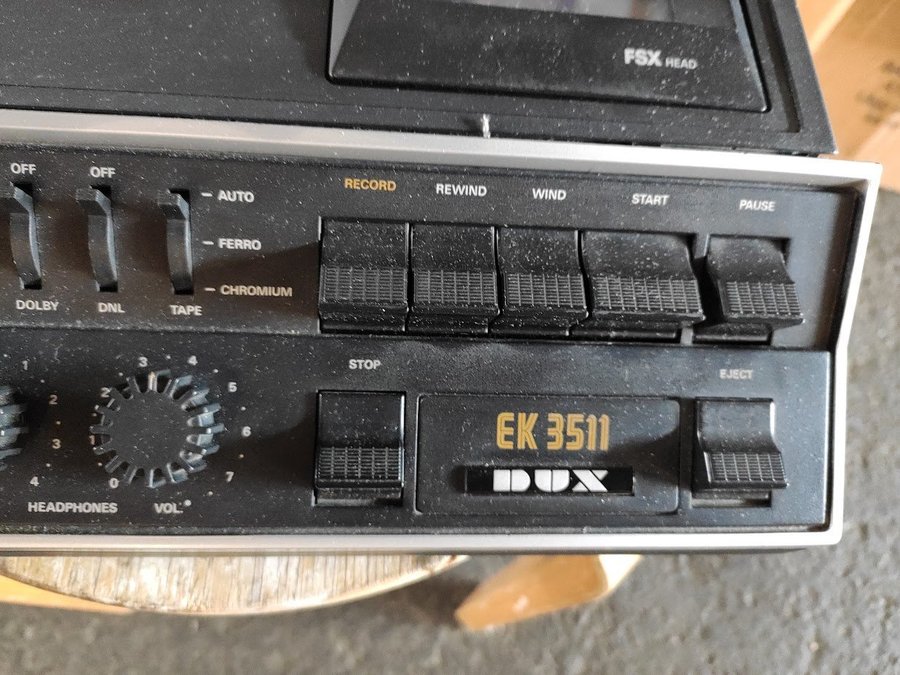 FSX HEAD
OFF
OFF
AUTO
FERRO
CHROMIUM
DOLBY
DNL
TAPE
RECORD
REWIND
WIND
START
PAUSE
1
2
3
4
HEADPHONES
0
1
2
3
4
5
6
7
VOL.
STOP
EK 3511
DUX
EJECT